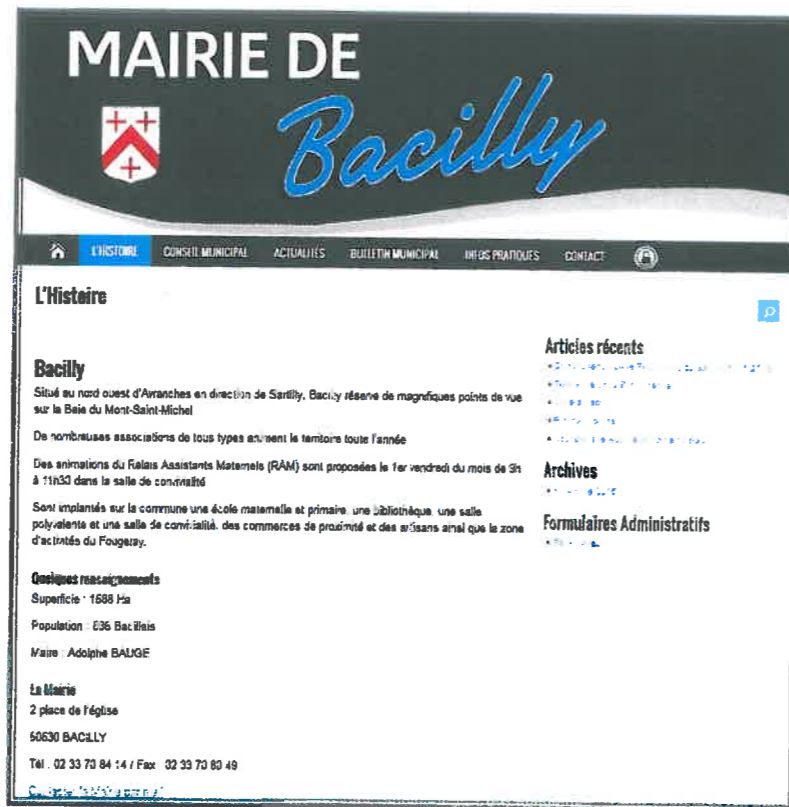 MAIRIE DE
Bacilly
L'HISTOIRE CONSEIL MUNICIPAL ACTUALITÉS BULLETIN MUNICIPAL INFOS PRATIQUES CONTACT
L'Histoire
Bacilly
Situé au nord ouest d'Avranches en direction de Sartilly, Bacilly réserve de magnifiques points de vue
sur la Baie du Mont-Saint-Michel
De nombreuses associations de tous types animent le territoire toute l'année
Des animations du Relais Assistants Maternels (RAM) sont proposées le 1er vendredi du mois de 9h
à 11h30 dans la salle de convivialité
Sont implantés sur la commune une école maternelle et primaire, une bibliothèque, une salle
polyvalente et une salle de convivialité, des commerces de proximité et des artisans ainsi que la zone
d'activités du Fougeray.
Quelques renseignements
Superficie : 1588 Ha
Population : 836 Bacillais
Maire : Adolphe BAUGE
La Mairie
2 place de l'église
50530 BACILLY
Tél : 02 33 70 84 14 / Fax : 02 33 70 80 49
Articles récents
Archives
Formulaires Administratifs